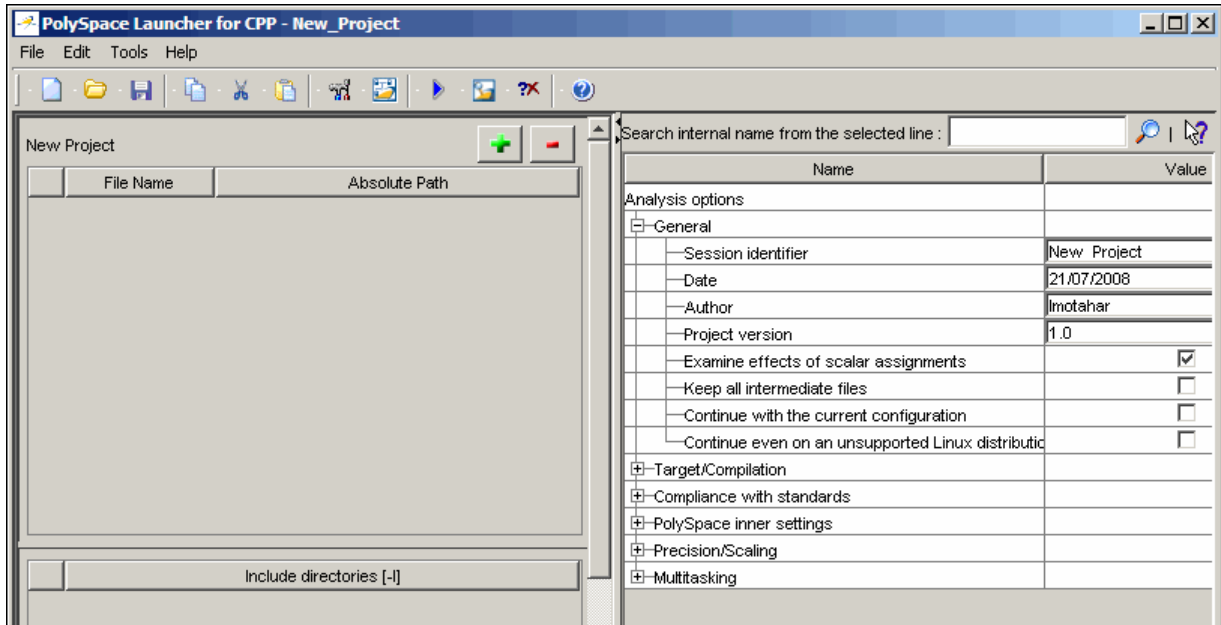 PolySpace Launcher for CPP - New_Project
File Edit Tools Help
New Project
File Name Absolute Path
Include directories [-I]
Search internal name from the selected line :
Name Value
Analysis options
General
Session identifier New_Project
Date 21/07/2008
Author lmotahar
Project version 1.0
Examine effects of scalar assignments
Keep all intermediate files
Continue with the current configuration
Continue even on an unsupported Linux distributio
Target/Compilation
Compliance with standards
PolySpace inner settings
Precision/Scaling
Multitasking